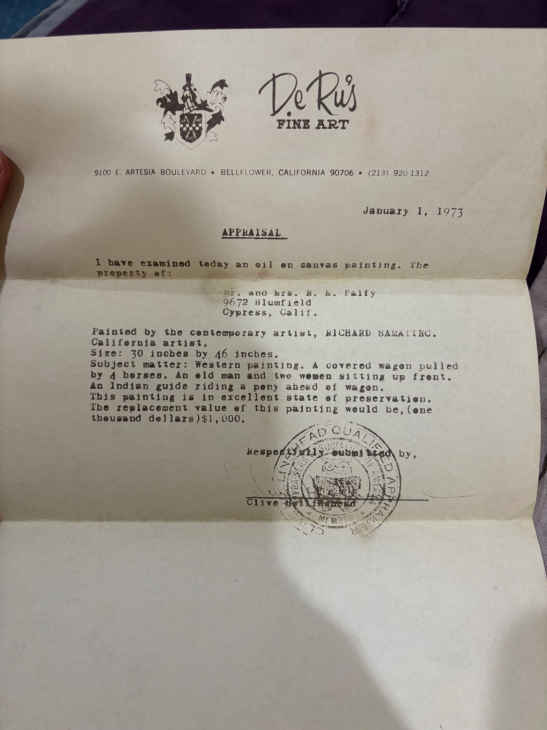 De Ru's
FINE ART
9100 E. ARTESIA BOULEVARD • BELLFLOWER, CALIFORNIA 90706 • (213) 920-1312
January 1, 1973
APPRAISAL
I have examined today an oil on canvas painting. The
property of:
Mr. and Mrs. Palfy
9672 Blumfield
Cypress, Calif.
Painted by the contemporary artist, RICHARD
California artist.
Size: 30 inches by 46 inches.
Subject matter: Western painting. A covered wagon pulled
by 4 horses. An old man and two women sitting up front.
An Indian guide riding a pony ahead of wagon.
This painting is in excellent state of preservation.
The replacement value of this painting would be,(one
thousand dollars)$1,000.
Respectfully submitted by,
Clive
QUALIFIED APPRAISER
MEMBER